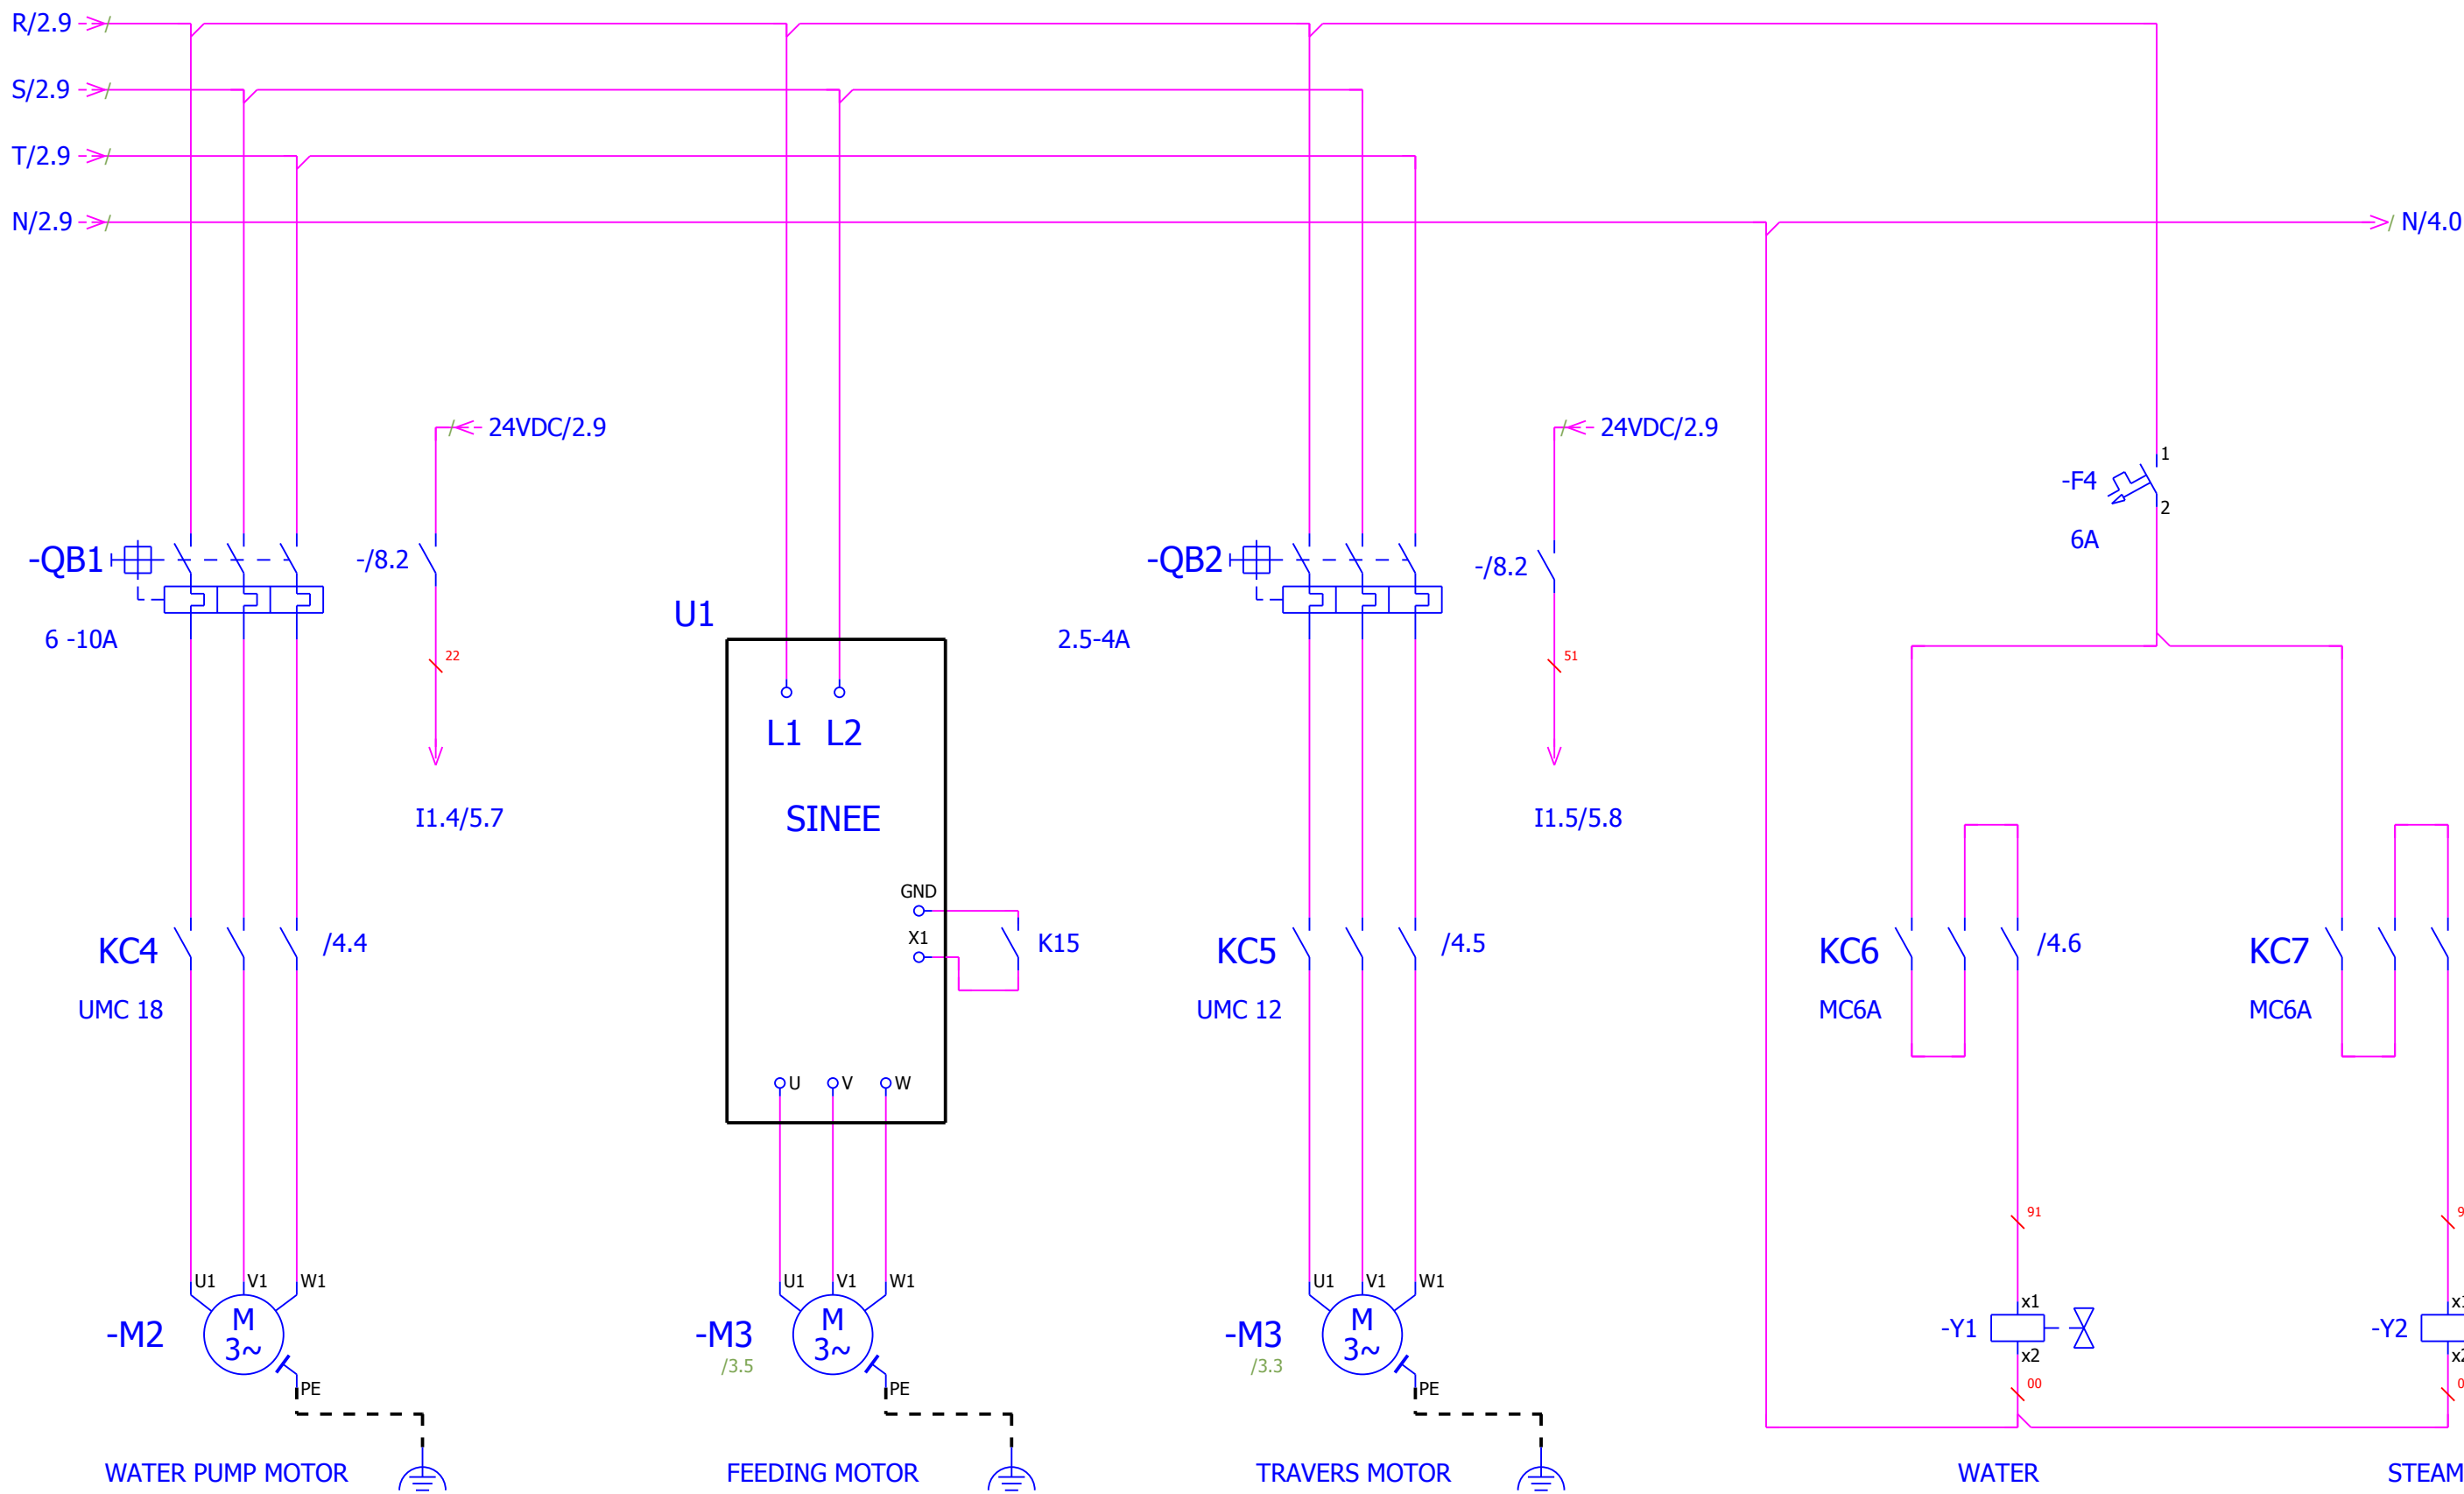 R/2.9
S/2.9
T/2.9
N/2.9
N/4.0
24VDC/2.9
24VDC/2.9
1
-F4
2
6A
-QB1
-/8.2
-QB2
-/8.2
6 -10A
U1
2.5-4A
22
51
L1 L2
SINEE
I1.4/5.7
I1.5/5.8
GND
X1
K15
KC4
/4.4
KC5
/4.5
KC6
/4.6
KC7
UMC 18
UMC 12
MC6A
MC6A
U V W
91
9
U1 V1 W1
U1 V1 W1
U1 V1 W1
x1
-M2
M
3~
-M3
M
3~
-M3
M
3~
-Y1
-Y2
/3.5
/3.3
x2
PE
PE
PE
00
WATER PUMP MOTOR
FEEDING MOTOR
TRAVERS MOTOR
WATER
STEAM